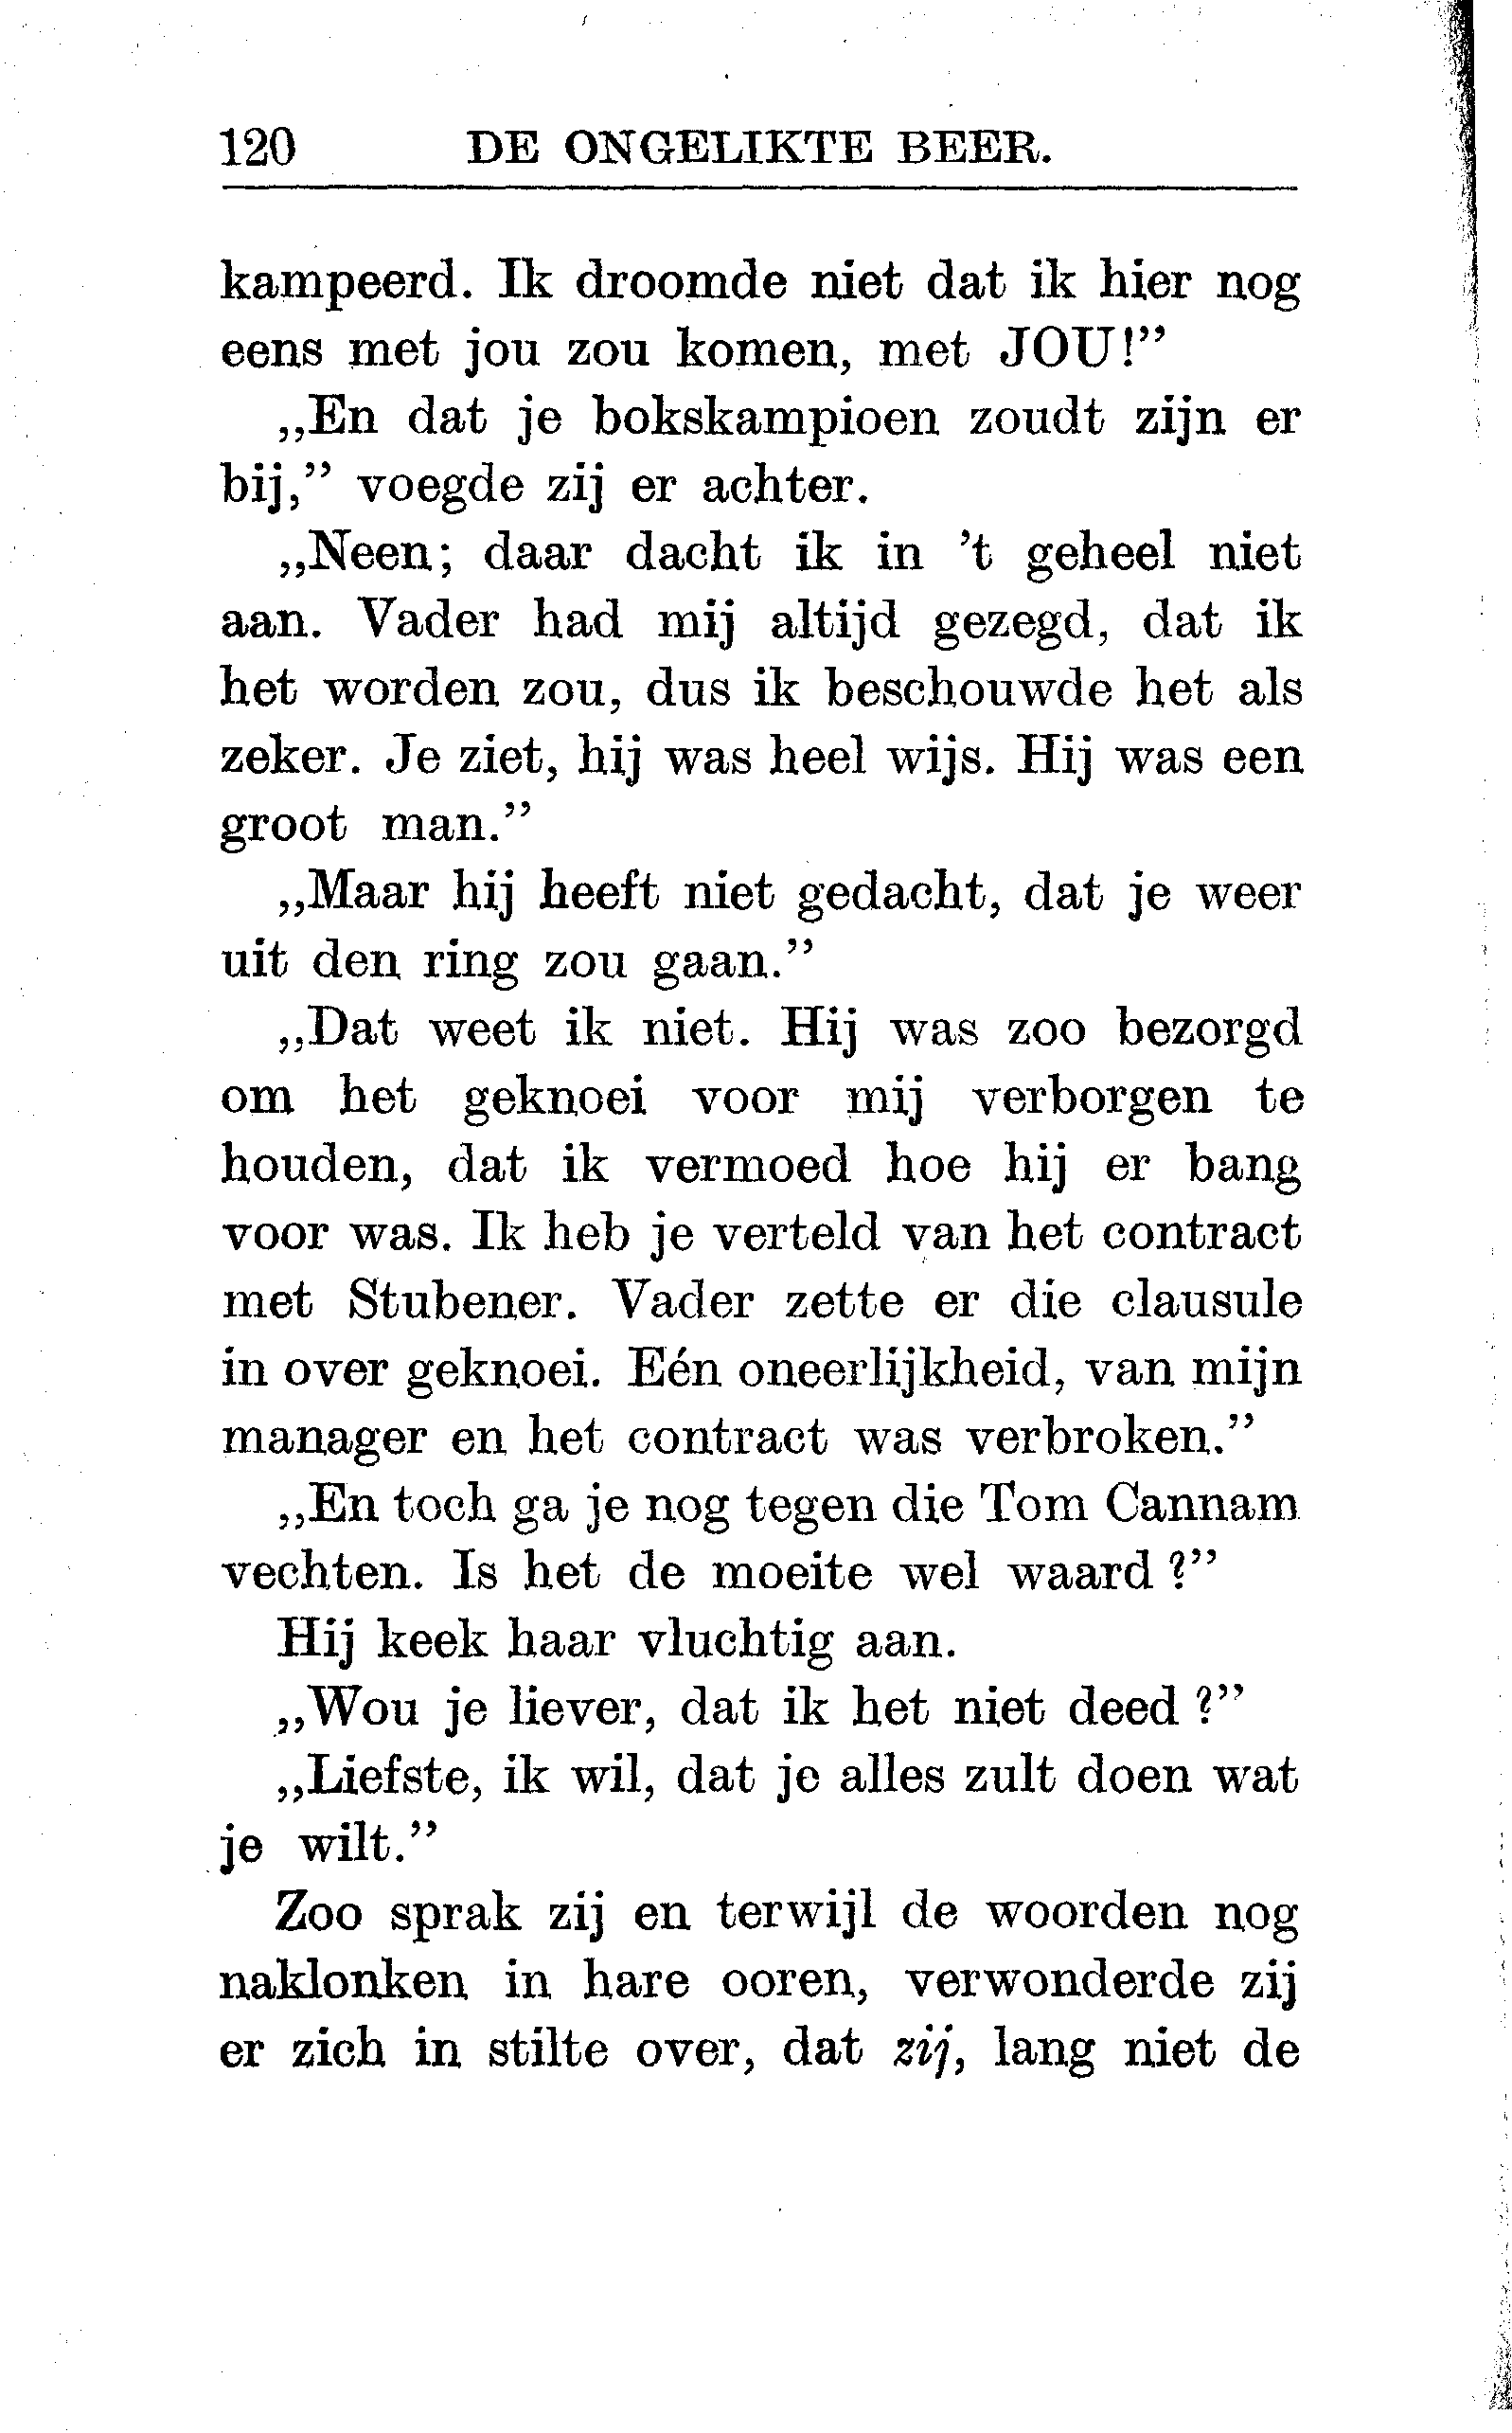 120 DE ONGELIKTE BEER.
kampeerd. Ik droomde niet dat ik hier nog
eens met jou zou komen, met JOU!”
„En dat je bokskampioen zoudt zijn er
bij,” voegde zij er achter.
„Neen; daar dacht ik in ’t geheel niet
aan. Vader had mij altijd gezegd, dat ik
het worden zou, dus ik beschouwde het als
zeker. Je ziet, hij was heel wijs. Hij was een
groot man.”
„Maar hij heeft niet gedacht, dat je weer
uit den ring zou gaan.”
„Dat weet ik niet. Hij was zoo bezorgd
om het geknoei voor mij verborgen te
houden, dat ik vermoed hoe hij er bang
voor was. Ik heb je verteld van het contract
met Stubener. Vader zette er die clausule
in over geknoei. Eén oneerlijkheid, van mijn
manager en het contract was verbroken.”
„En toch ga je nog tegen die Tom Cannam
vechten. Is het de moeite wel waard ?”
Hij keek haar vluchtig aan.
„Wou je liever, dat ik het niet deed ?”
„Liefste, ik wil, dat je alles zult doen wat
je wilt.”
Zoo sprak zij en terwijl de woorden nog
naklonken in hare ooren, verwonderde zij
er zich in stilte over, dat zij, lang niet de